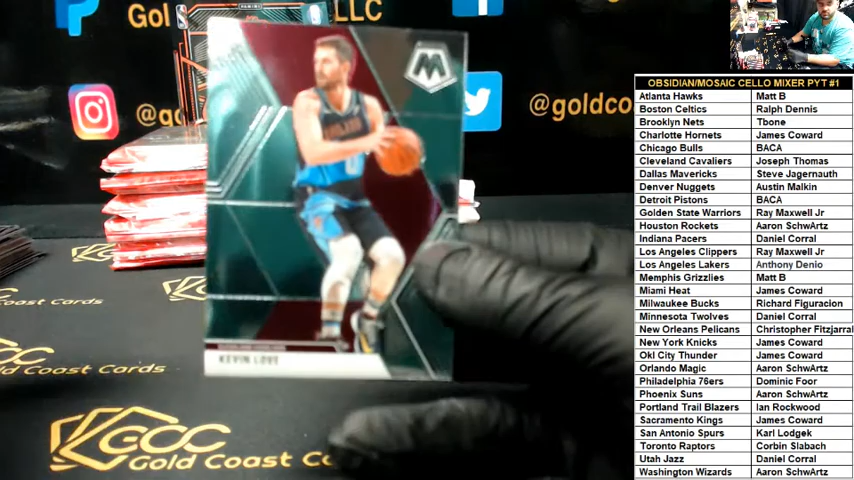 Gol
LLC
@go
@goldco
M
KEVIN LOVE
Coast Cards
st Cards
GCC
Gold Coast Ca
OBSIDIAN/MOSAIC CELLO MIXER PYT #1
Atlanta Hawks Matt B
Boston Celtics Ralph Dennis
Brooklyn Nets Tbone
Charlotte Hornets James Coward
Chicago Bulls BACA
Cleveland Cavaliers Joseph Thomas
Dallas Mavericks Steve Jagernauth
Denver Nuggets Austin Malkin
Detroit Pistons BACA
Golden State Warriors Ray Maxwell Jr
Houston Rockets Aaron SchwArtz
Indiana Pacers Daniel Corral
Los Angeles Clippers Ray Maxwell Jr
Los Angeles Lakers Anthony Denio
Memphis Grizzlies Matt B
Miami Heat James Coward
Milwaukee Bucks Richard Figuracion
Minnesota Twolves Daniel Corral
New Orleans Pelicans Christopher Fitzjarral
New York Knicks James Coward
Okl City Thunder James Coward
Orlando Magic Aaron SchwArtz
Philadelphia 76ers Dominic Foor
Phoenix Suns Aaron SchwArtz
Portland Trail Blazers Ian Rockwood
Sacramento Kings James Coward
San Antonio Spurs Karl Lodgek
Toronto Raptors Corbin Slabach
Utah Jazz Daniel Corral
Washington Wizards Aaron SchwArtz